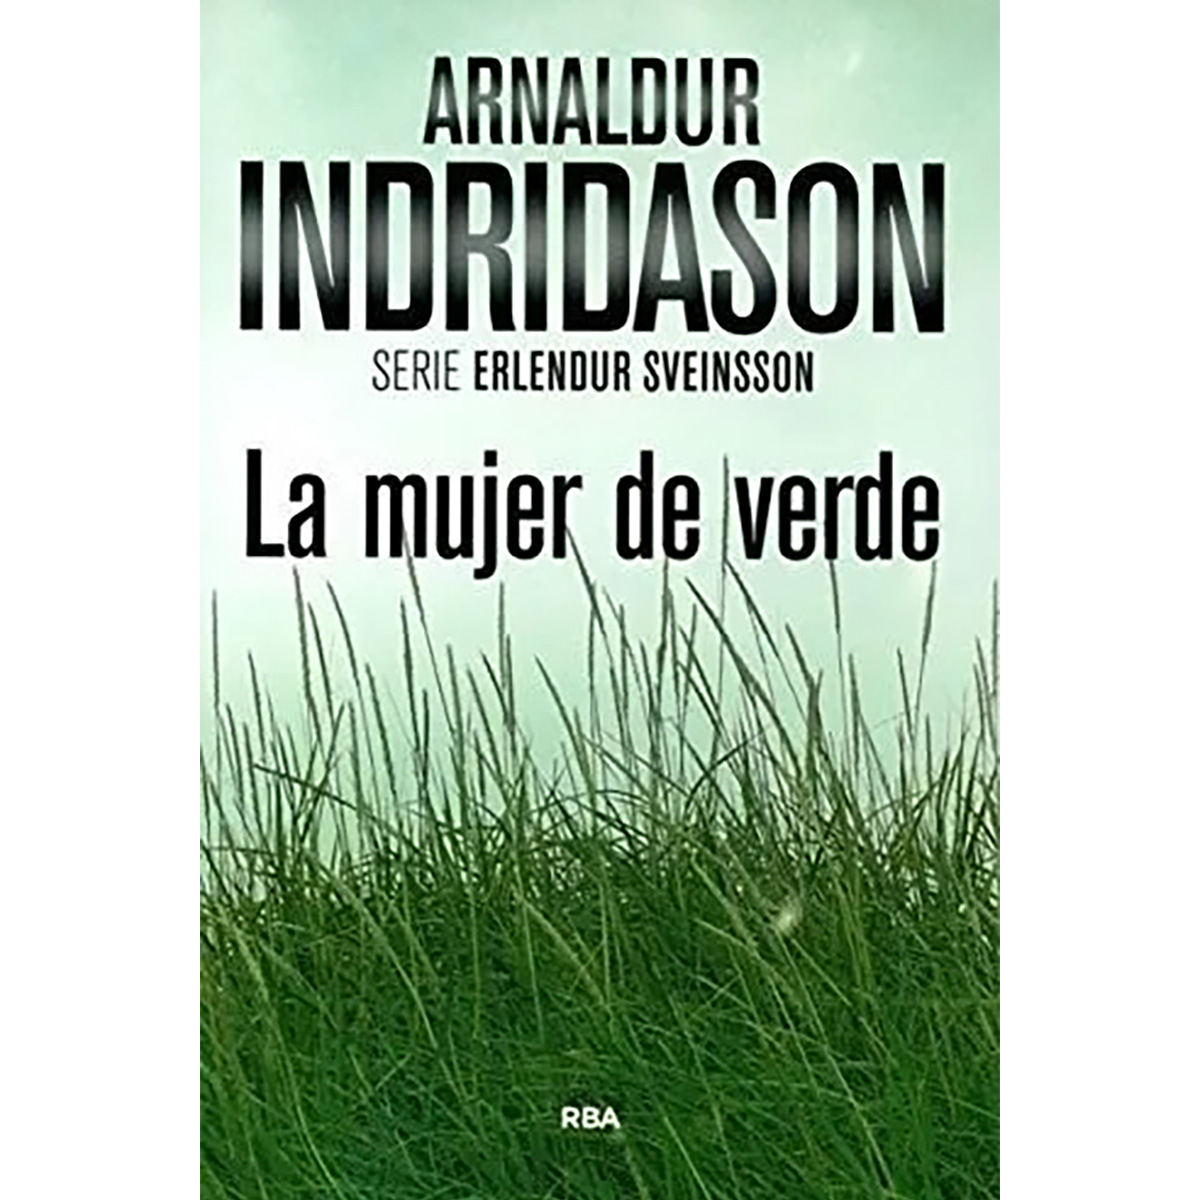 ARNALDUR
INDRIDASON
SERIE ERLENDUR SVEINSSON
La mujer de verde
RBA